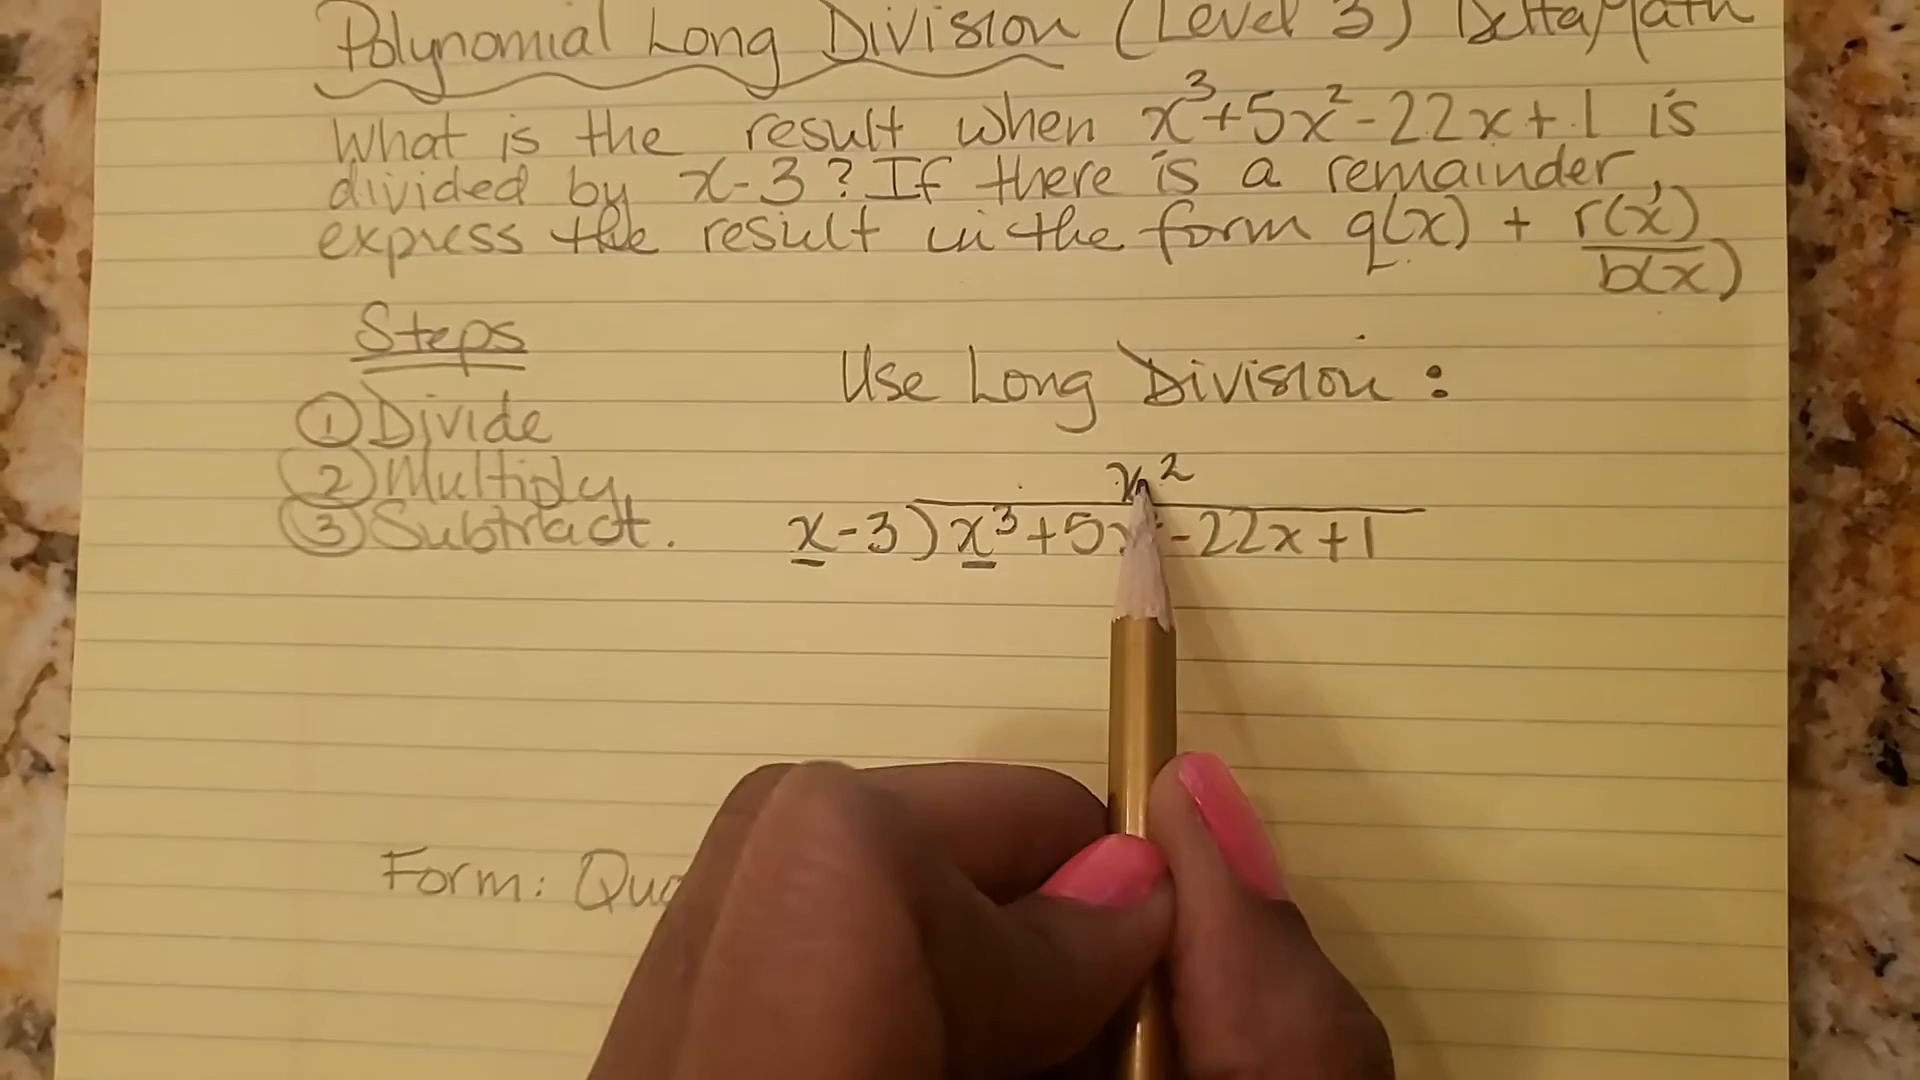 Polynomial Long Division (Level 3) DeltaMath
What is the result when x³+5x²-22x+1 is
divided by x-3? If there is a remainder,
express the result in the form q(x) + r(x)
b(x)
Steps
Use Long Division:
① Divide
② Multiply
③ Subtract.
x²
x-3)x³+5x -22x+1
Form: